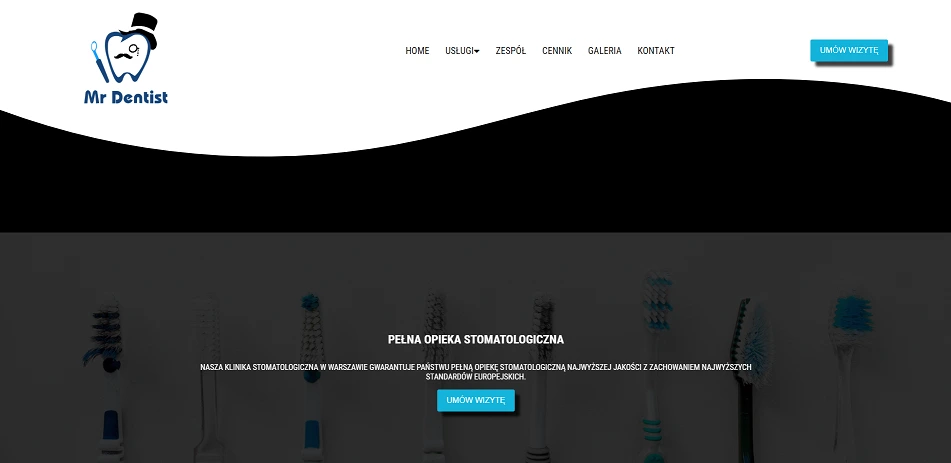 Mr Dentist
HOME USŁUGI ZESPÓŁ CENNIK GALERIA KONTAKT
UMÓW WIZYTĘ
PEŁNA OPIEKA STOMATOLOGICZNA
NASZA KLINIKA STOMATOLOGICZNA W WARSZAWIE GWARANTUJE PAŃSTWU PEŁNĄ OPIEKĘ STOMATOLOGICZNĄ NAJWYŻSZEJ JAKOŚCI Z ZACHOWANIEM NAJWYŻSZYCH
STANDARDÓW EUROPEJSKICH.
UMÓW WIZYTĘ